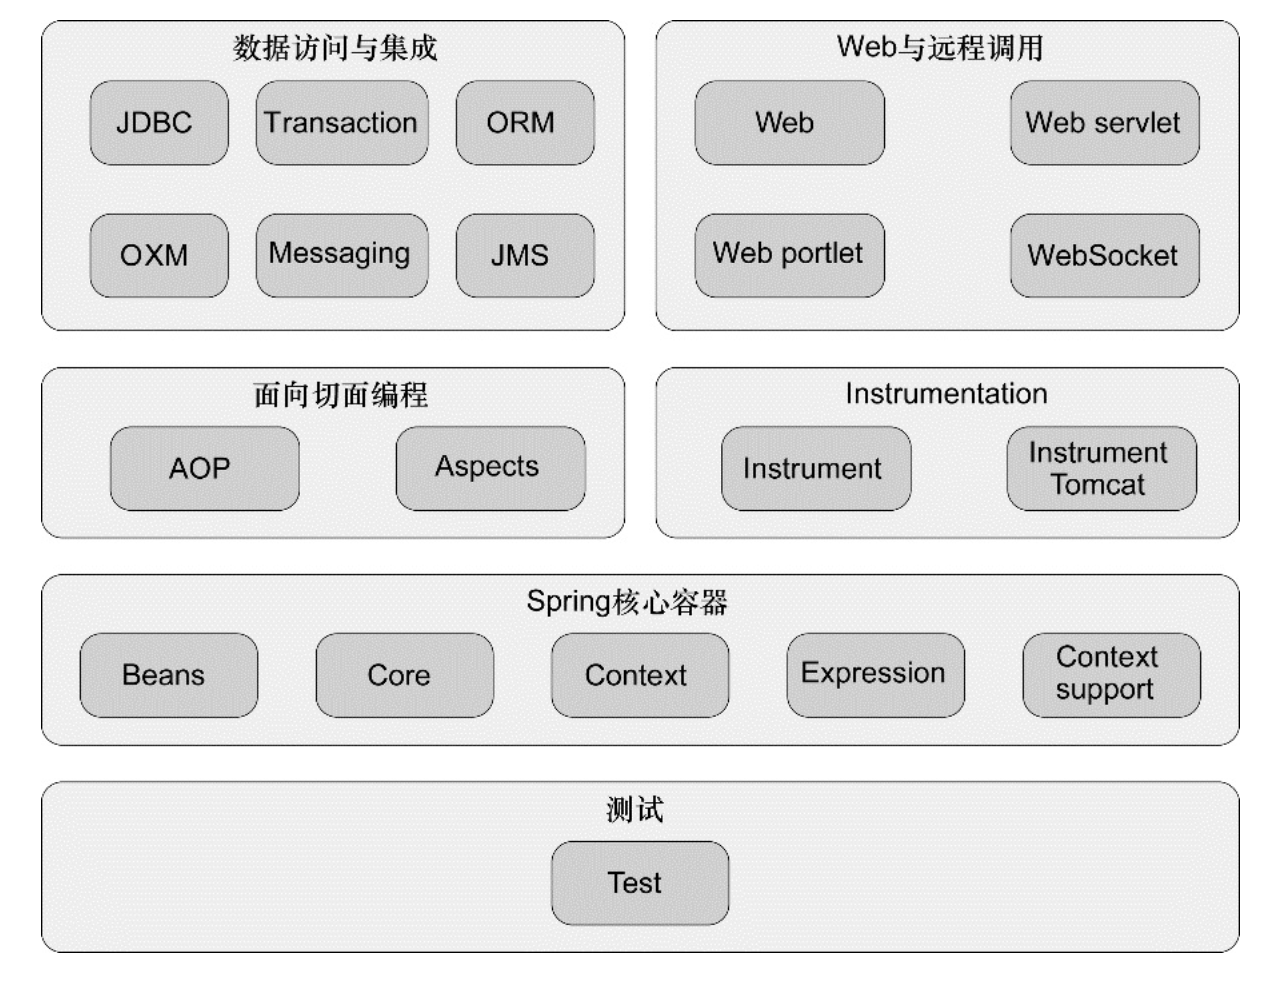 数据访问与集成
JDBC
Transaction
ORM
OXM
Messaging
JMS
Web与远程调用
Web
Web servlet
Web portlet
WebSocket
面向切面编程
AOP
Aspects
Instrumentation
Instrument
Instrument
Tomcat
Spring核心容器
Beans
Core
Context
Expression
Context
support
测试
Test